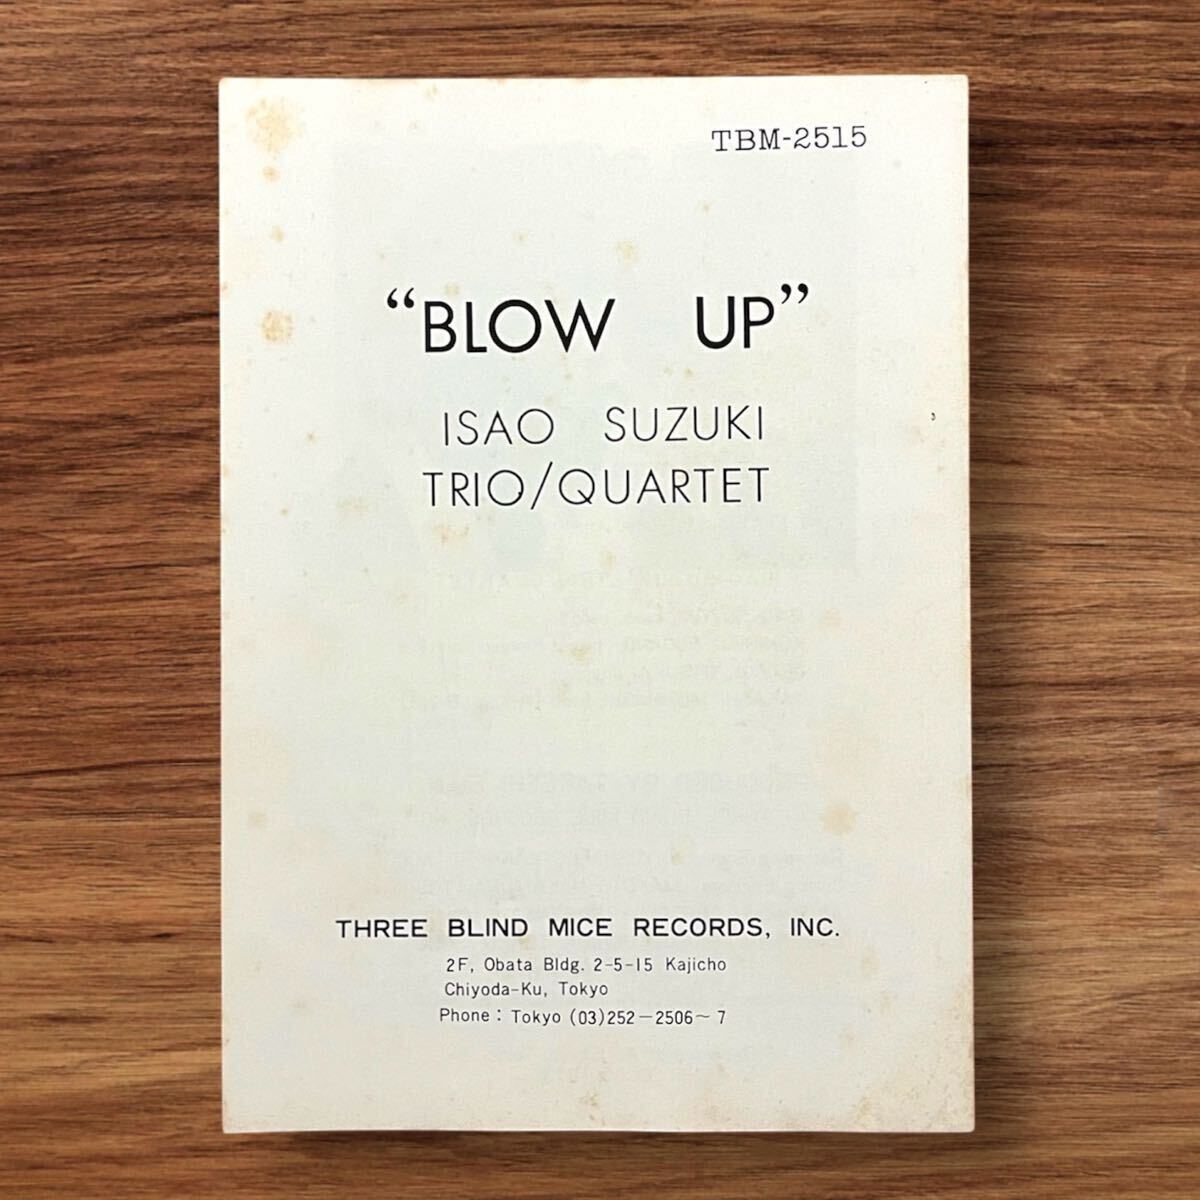 TBM-2515
“BLOW UP”
ISAO SUZUKI
TRIO/QUARTET
THREE BLIND MICE RECORDS, INC.
2F, Obata Bldg. 2-5-15 Kajicho
Chiyoda-Ku, Tokyo
Phone : Tokyo (03)252-2506~7